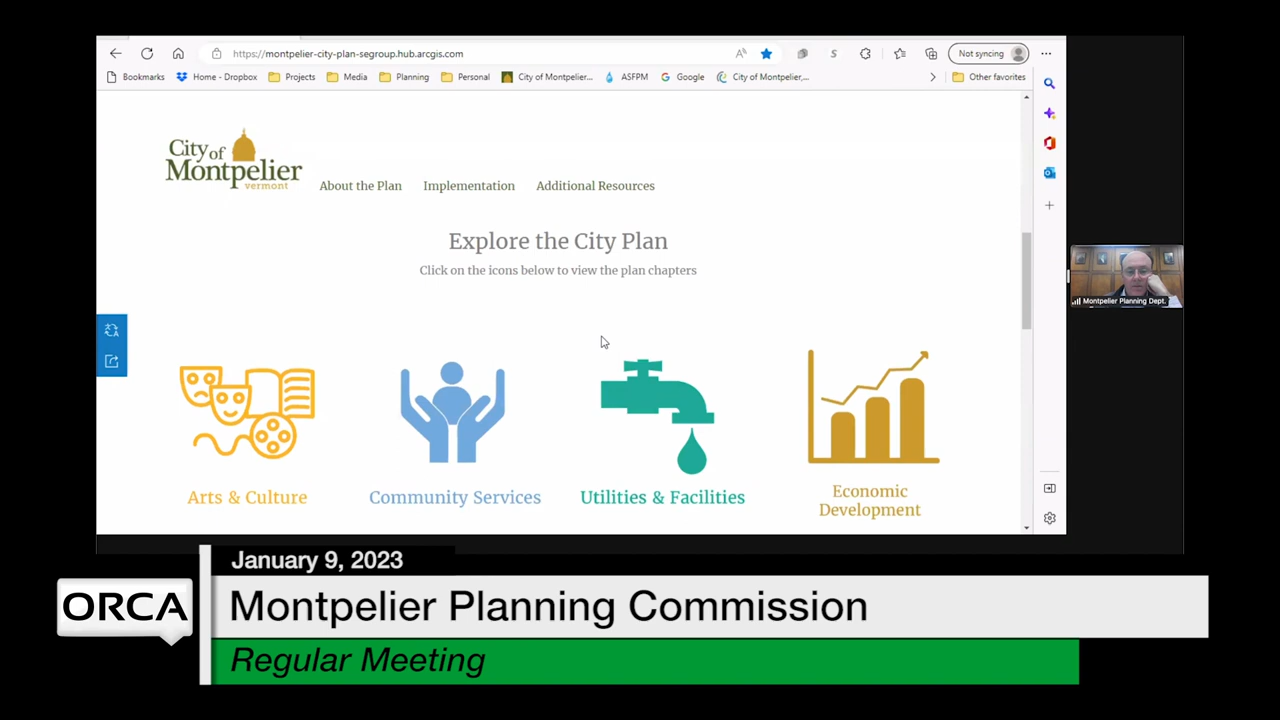 https://montpelier-city-plan-segroup.hub.arcgis.com
Not syncing
Bookmarks
Home - Dropbox
Projects
Media
Planning
Personal
City of Montpelier...
ASFPM
Google
City of Montpelier,...
Other favorites
City of
Montpelier
vermont
About the Plan
Implementation
Additional Resources
Explore the City Plan
Click on the icons below to view the plan chapters
Montpelier Planning Dept.
Arts & Culture
Community Services
Utilities & Facilities
Economic
Development
January 9, 2023
ORCA
Montpelier Planning Commission
Regular Meeting